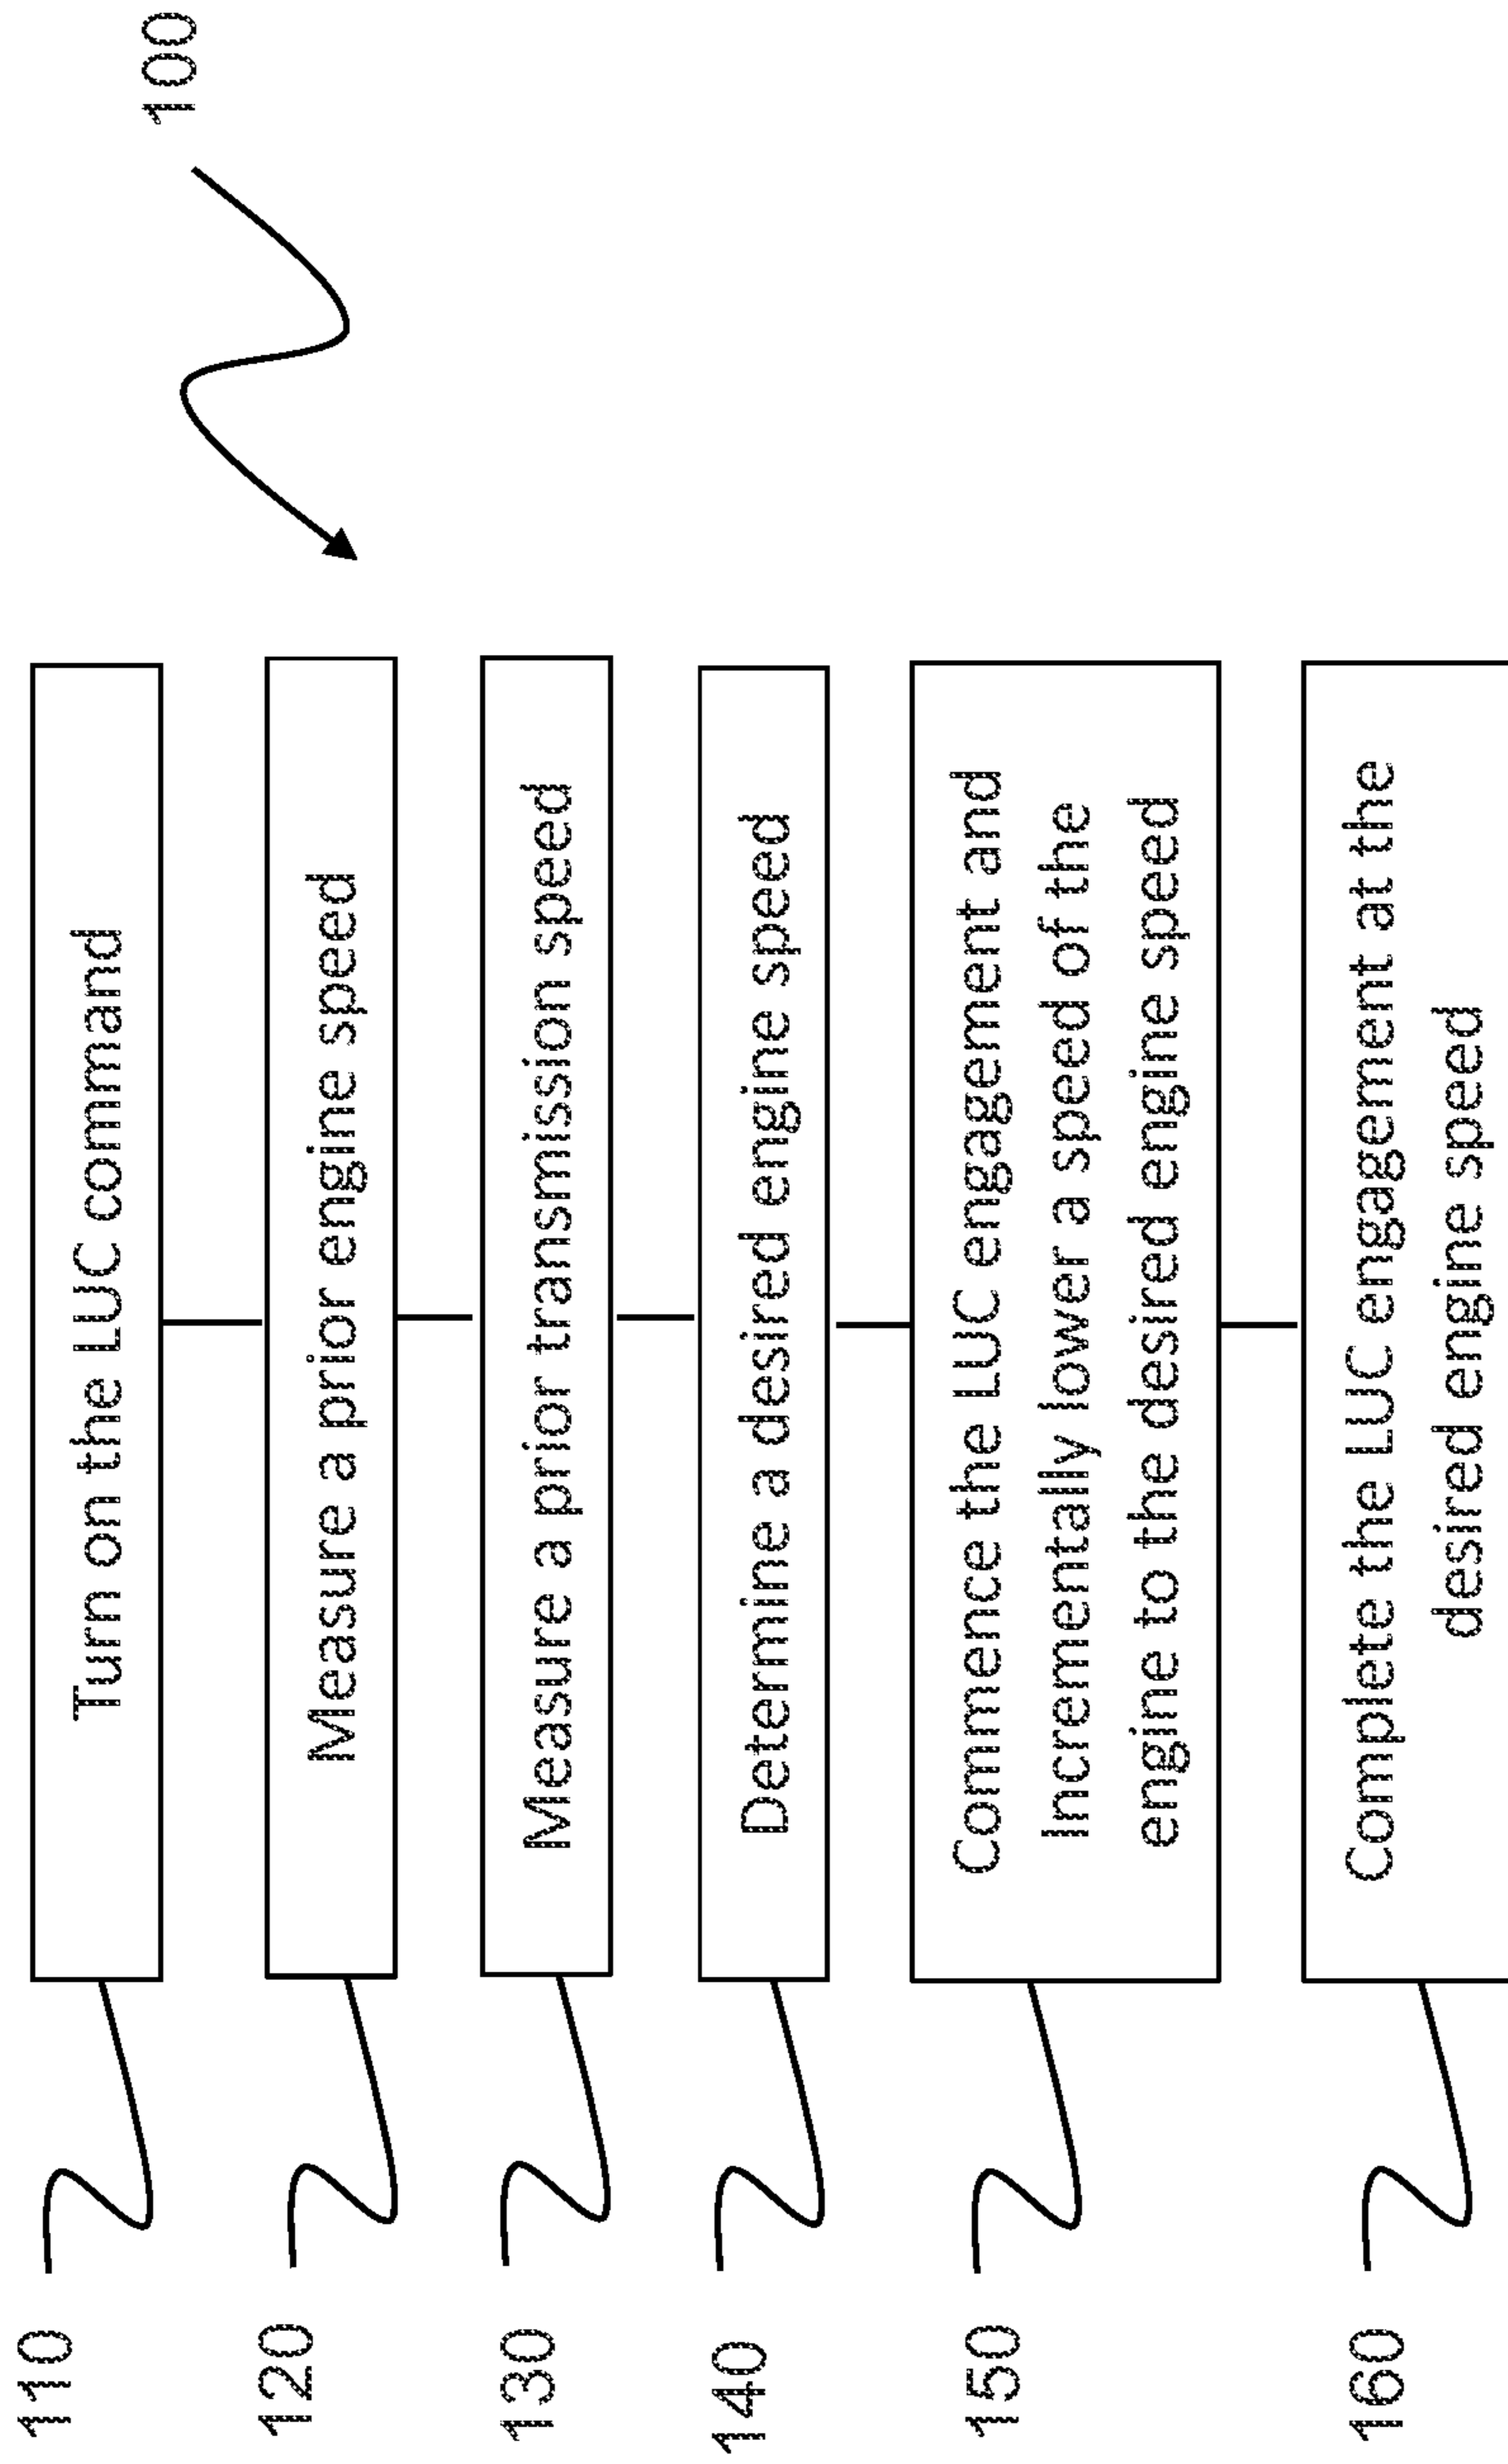 100
110
Turn on the LUC command
120
Measure a prior engine speed
130
Measure a prior transmission speed
140
Determine a desired engine speed
150
Commence the LUC engagement and
Incrementally lower a speed of the
engine to the desired engine speed
160
Complete the LUC engagement at the
desired engine speed